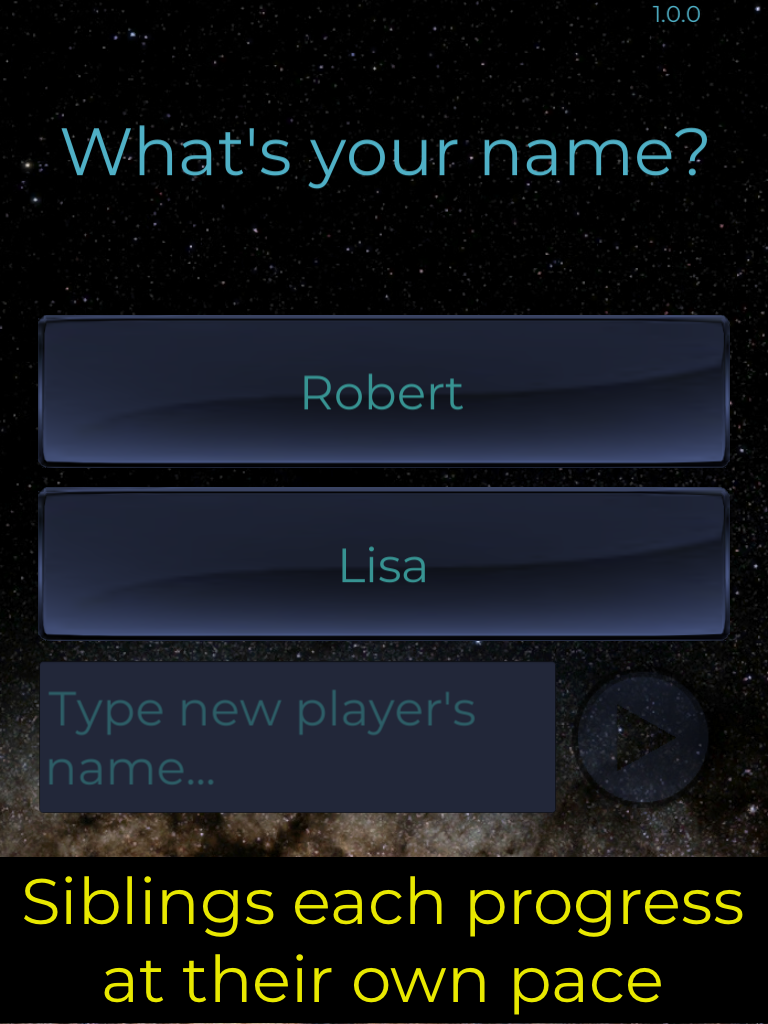 1.0.0
What's your name?
Robert
Lisa
Type new player's
name...
Siblings each progress
at their own pace